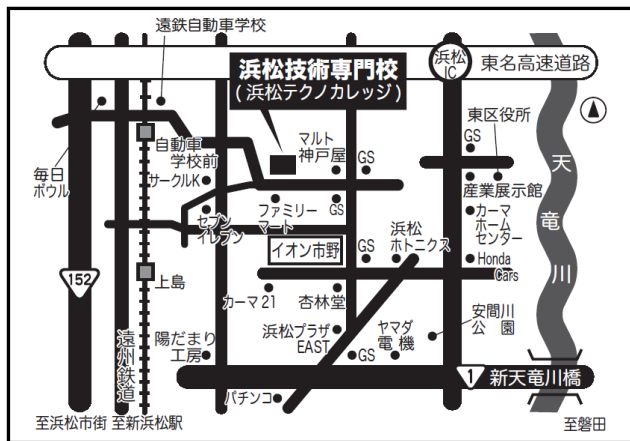 遠鉄自動車学校
浜松
IC
東名高速道路
浜松技術専門校
(浜松テクノカレッジ)
東区役所
GS
自動車
学校前
マルト
神戸屋
GS
毎日
ボウル
サークルK
産業展示館
天竜川
セブン
イレブン
ファミリー
マート
GS
浜松
ホトニクス
カーマ
ホーム
センター
イオン市野
GS
Honda
Cars
152
上島
カーマ21
杏林堂
安間川
公園
遠州鉄道
陽だまり
工房
浜松プラザ
EAST
ヤマダ
電機
GS
1
新天竜川橋
パチンコ
至浜松市街
至新浜松駅
至磐田